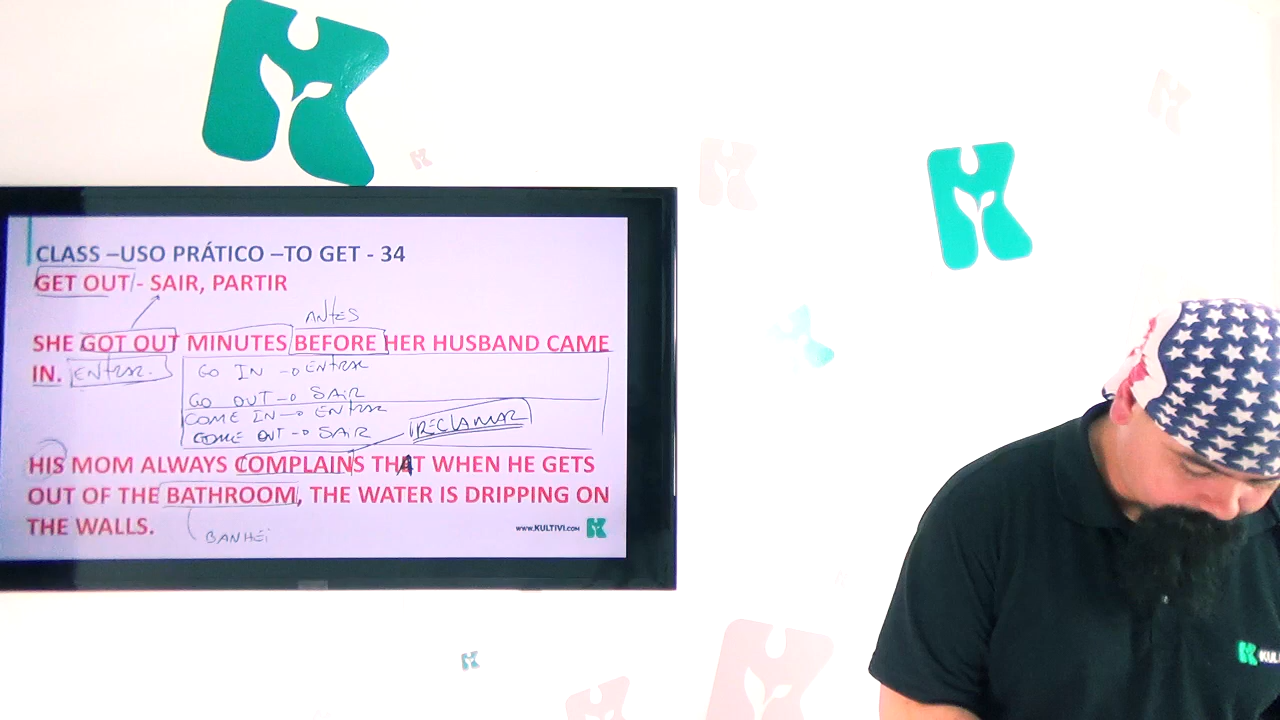 CLASS –USO PRÁTICO –TO GET - 34
GET OUT - SAIR, PARTIR
ANTES
SHE GOT OUT MINUTES BEFORE HER HUSBAND CAME
IN. ENTRAR.
GO IN → ENTRAR
GO OUT → SAIR
COME IN → ENTRAR
COME OUT → SAIR
RECLAMAR
HIS MOM ALWAYS COMPLAINS THAT WHEN HE GETS
OUT OF THE BATHROOM, THE WATER IS DRIPPING ON
THE WALLS.
BANHEI
www.KULTIVI.COM
KUL